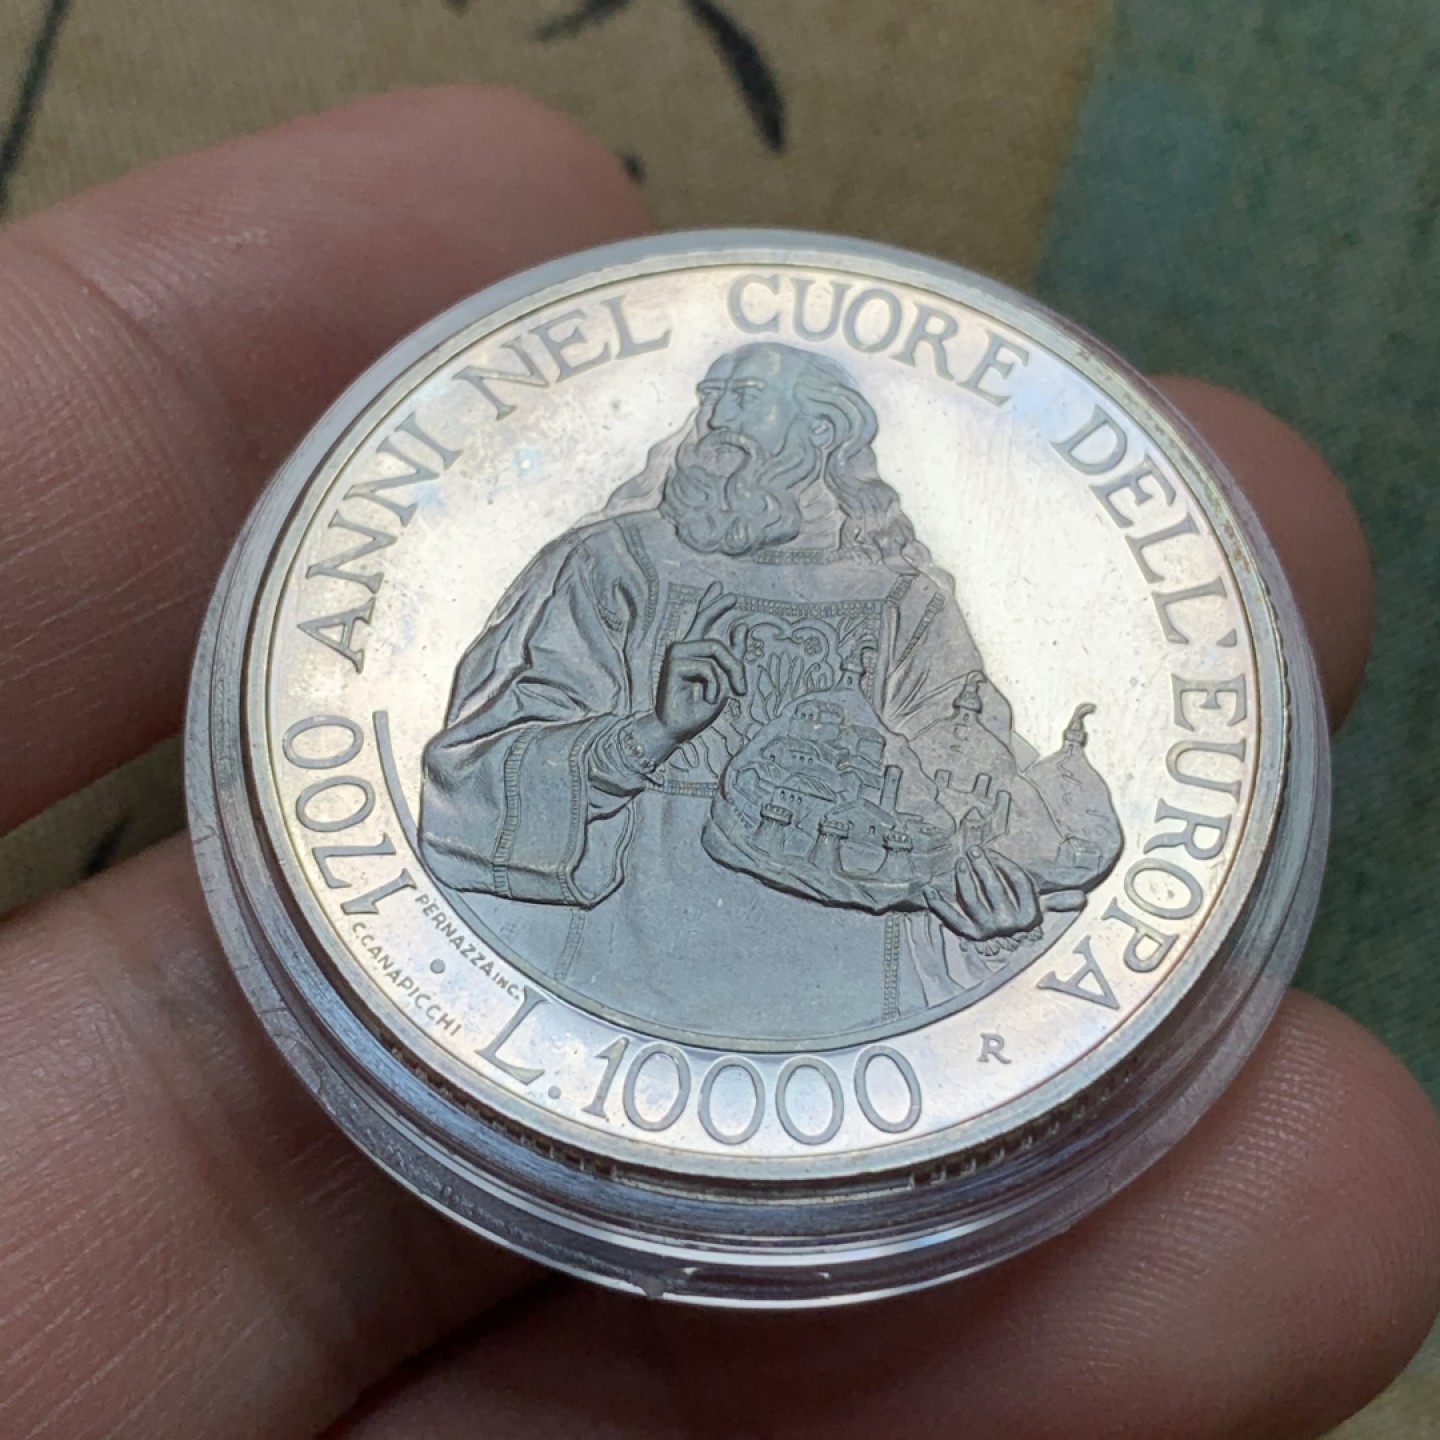 1700 ANNI NEL CUORE DELL'EUROPA
PERNAZZA INC.
C.CANAPICCHI
L.10000
R